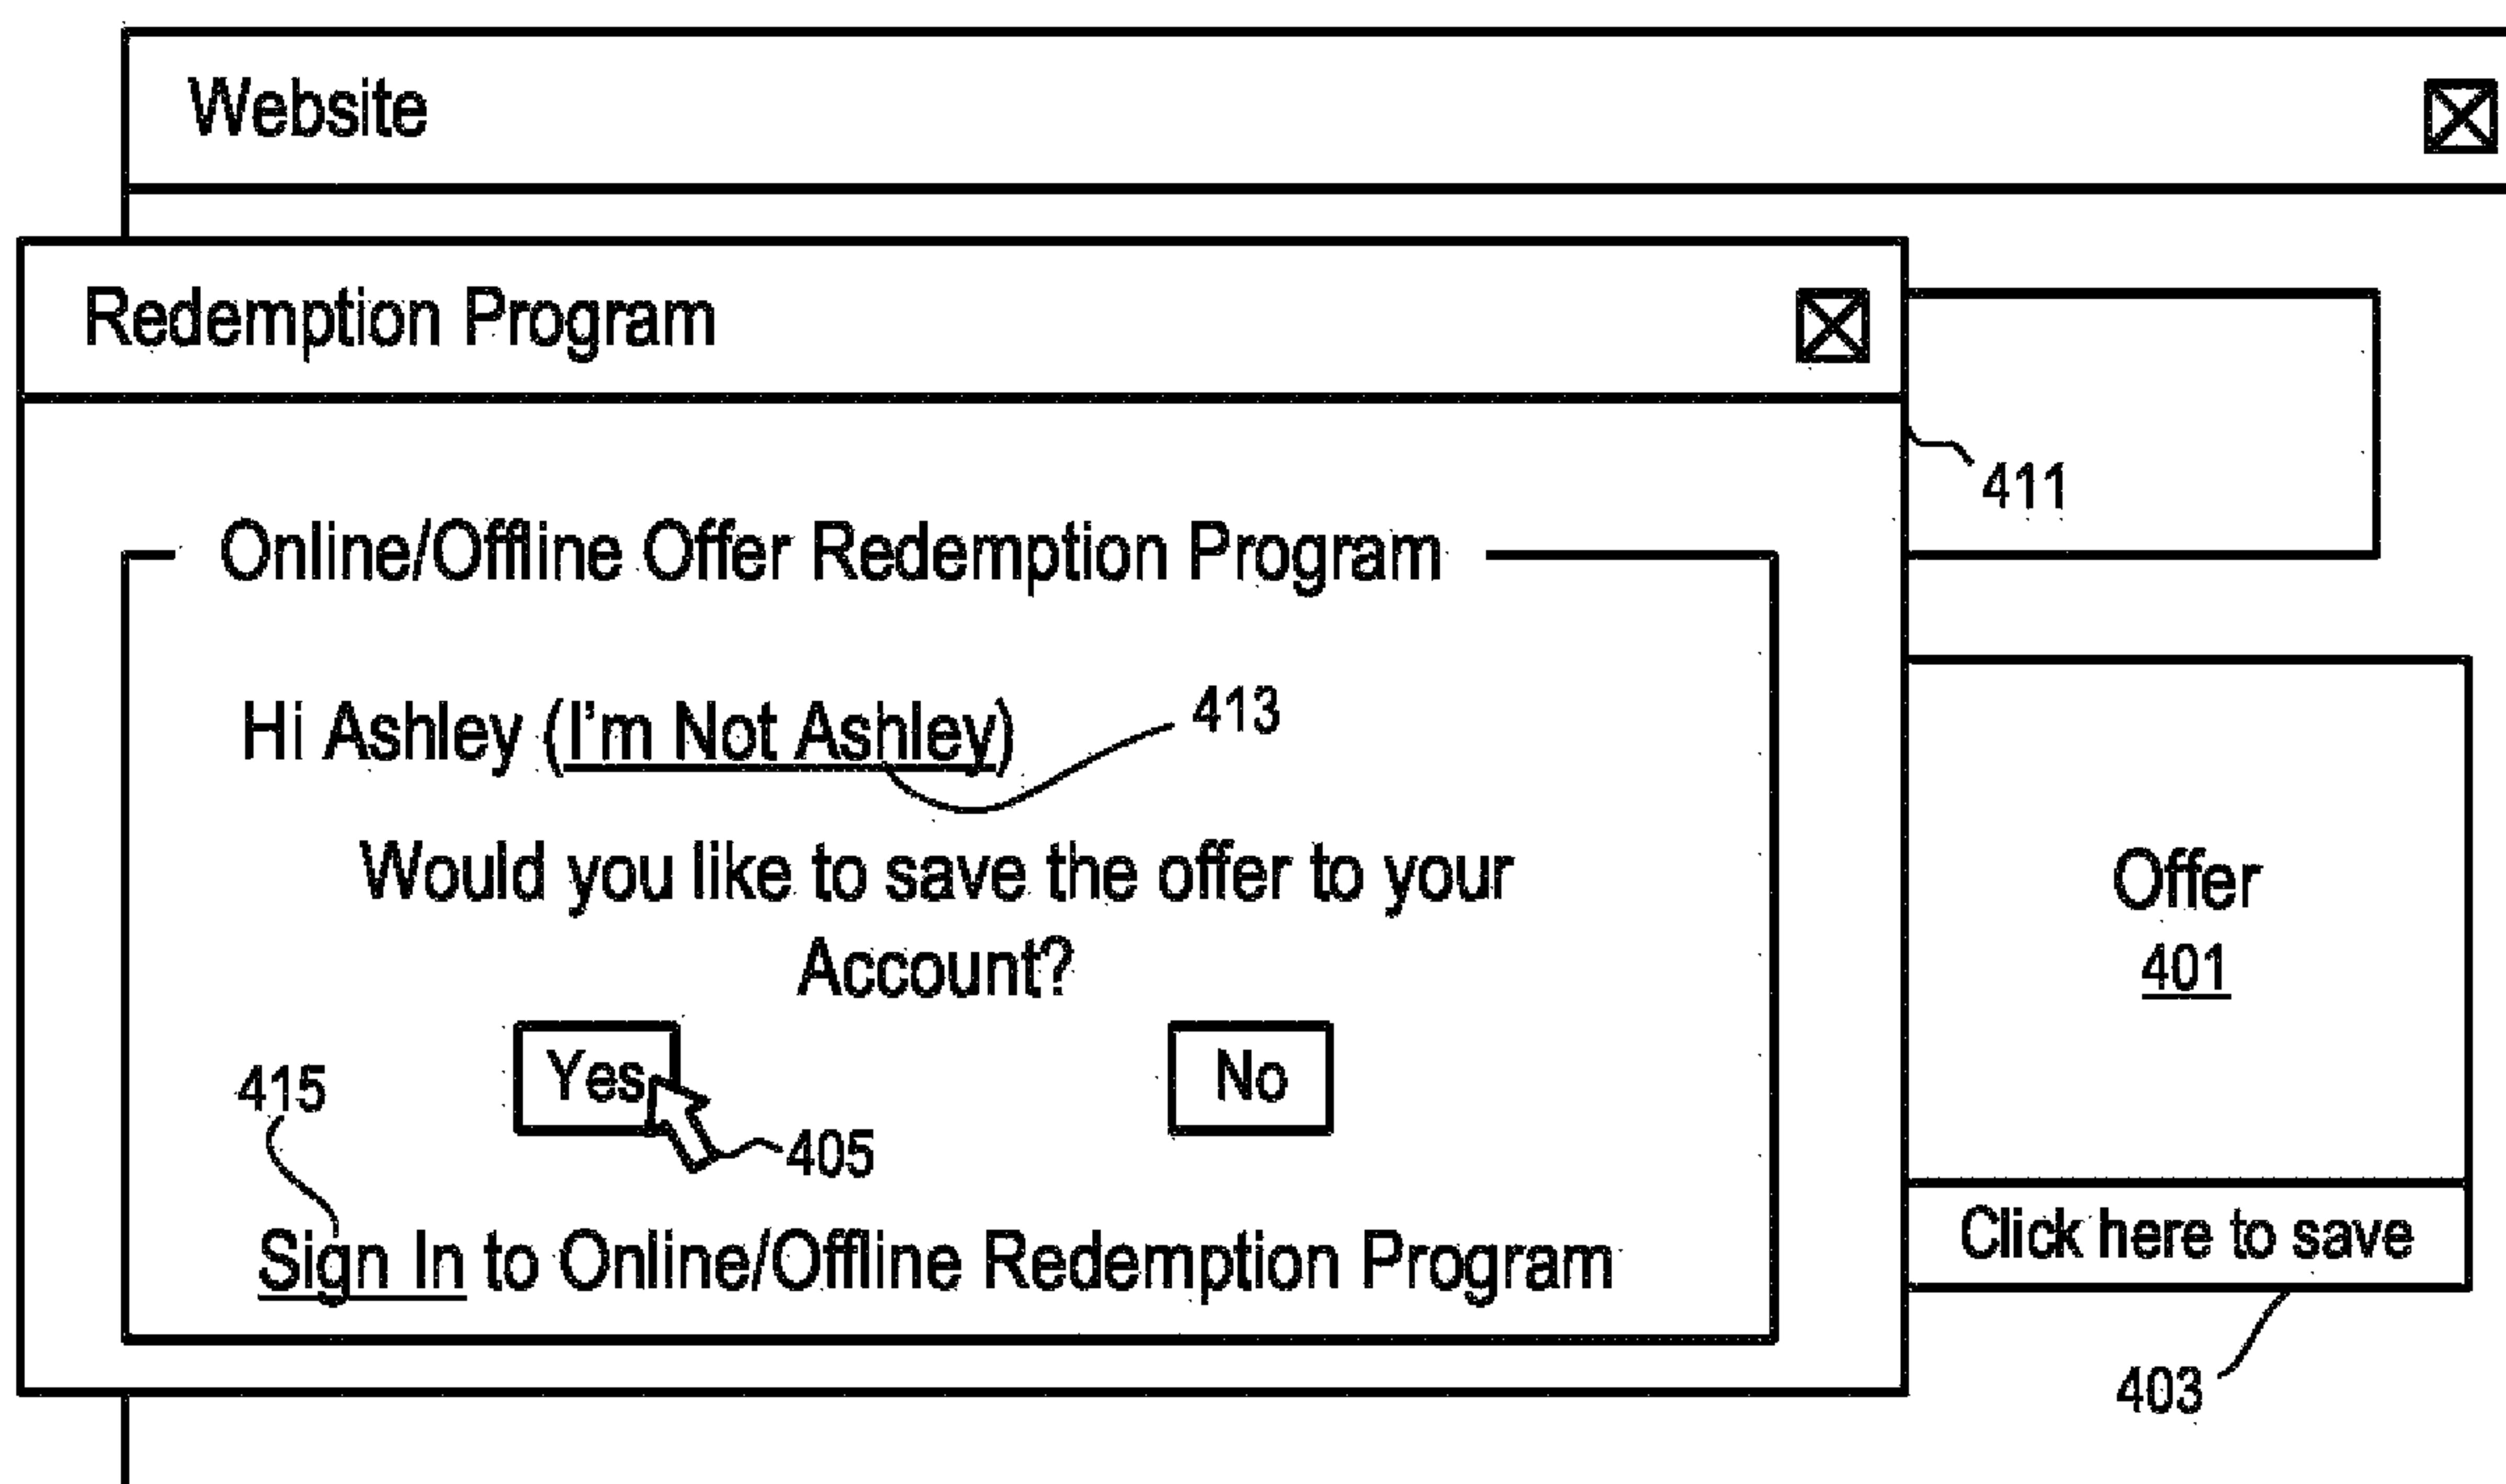 Website
Redemption Program
411
Online/Offline Offer Redemption Program
Hi Ashley (I'm Not Ashley)
413
Would you like to save the offer to your
Account?
Offer
401
415
Yes
No
405
Sign In to Online/Offline Redemption Program
Click here to save
403